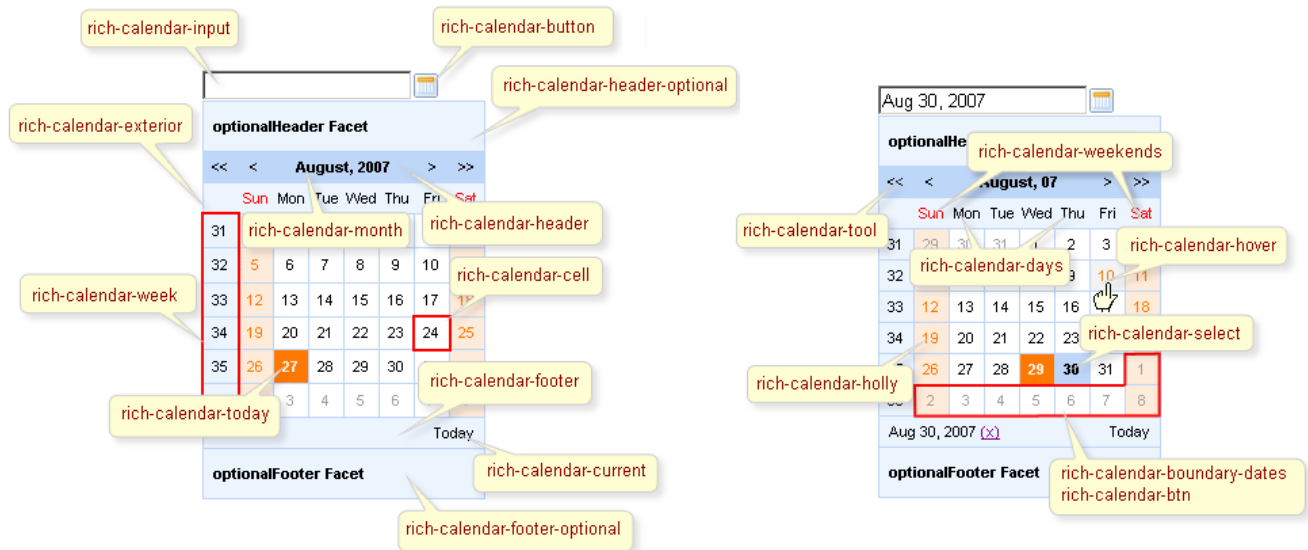 rich-calendar-input
rich-calendar-button
rich-calendar-header-optional
rich-calendar-exterior
optionalHeader Facet
<< < August, 2007 > >>
Sun Mon Tue Wed Thu Fri Sat
31
rich-calendar-month
rich-calendar-header
32 5 6 7 8 9 10
rich-calendar-cell
rich-calendar-week
33 12 13 14 15 16 17 18
34 19 20 21 22 23 24 25
35 26 27 28 29 30
rich-calendar-footer
rich-calendar-today
3 4 5 6
Today
rich-calendar-current
optionalFooter Facet
rich-calendar-footer-optional
Aug 30, 2007
rich-calendar-weekends
<< < August, 07 > >>
rich-calendar-tool
Sun Mon Tue Wed Thu Fri Sat
31 29 30 31 1 2 3
rich-calendar-hover
rich-calendar-days
32 9 10 11
33 12 13 14 15 16 18
34 19 20 21 22 23
rich-calendar-select
26 27 28 29 30 31 1
rich-calendar-holly
2 3 4 5 6 7 8
Aug 30, 2007 (x) Today
optionalFooter Facet
rich-calendar-boundary-dates
rich-calendar-btn